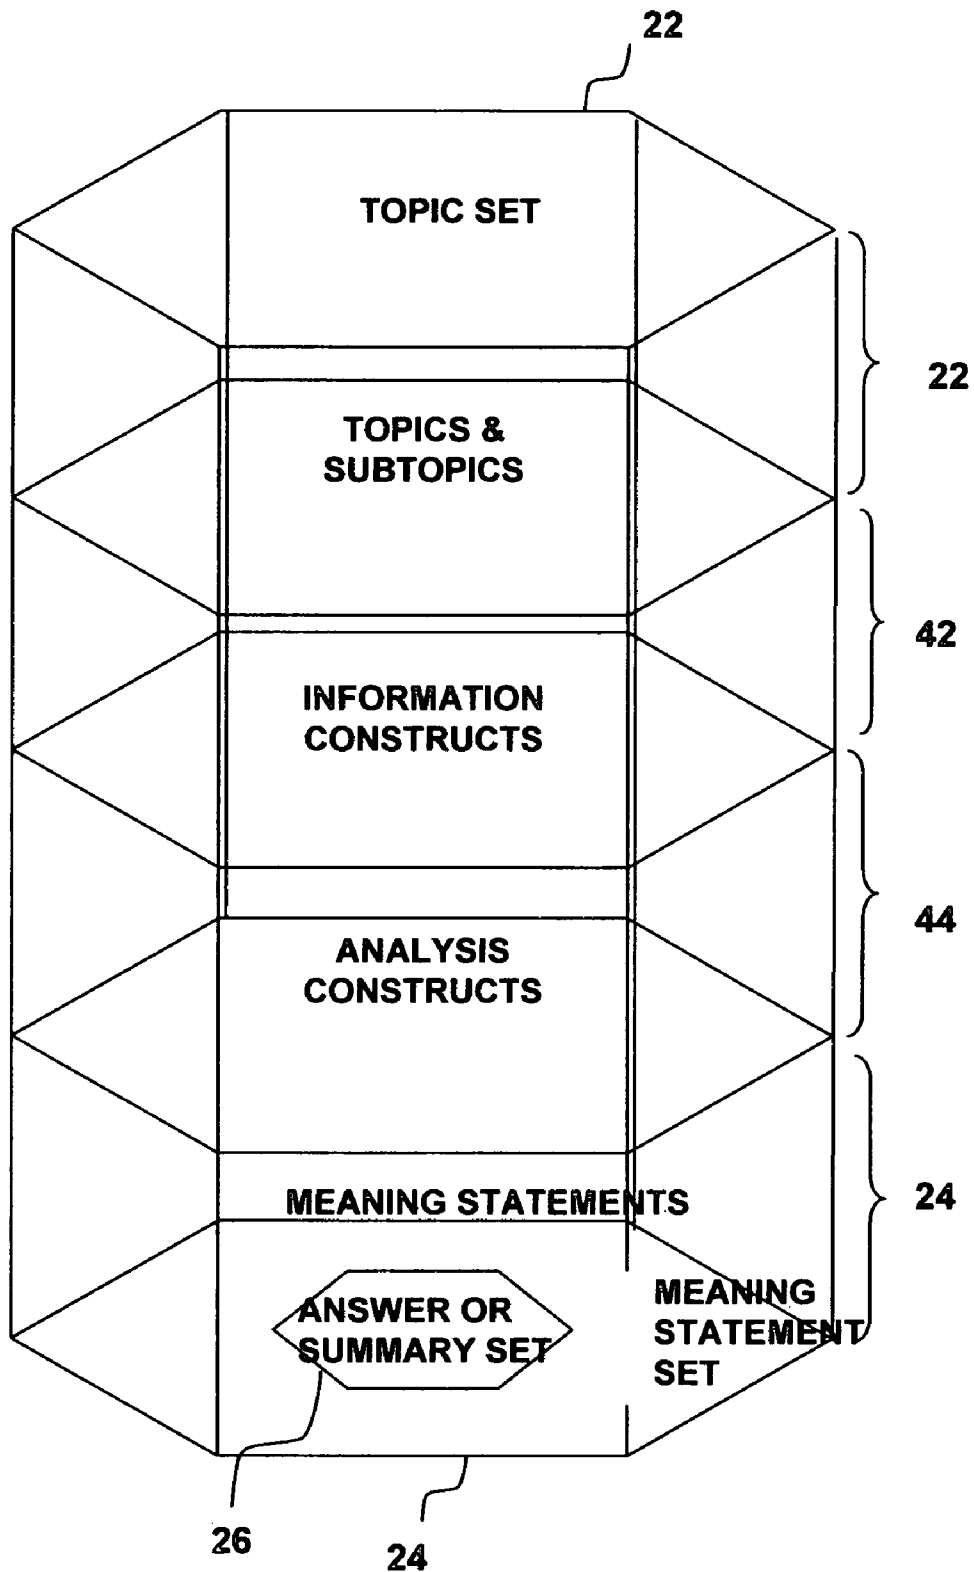 22
TOPIC SET
22
TOPICS &
SUBTOPICS
42
INFORMATION
CONSTRUCTS
44
ANALYSIS
CONSTRUCTS
24
MEANING STATEMENTS
ANSWER OR
SUMMARY SET
MEANING
STATEMENT
SET
26
24